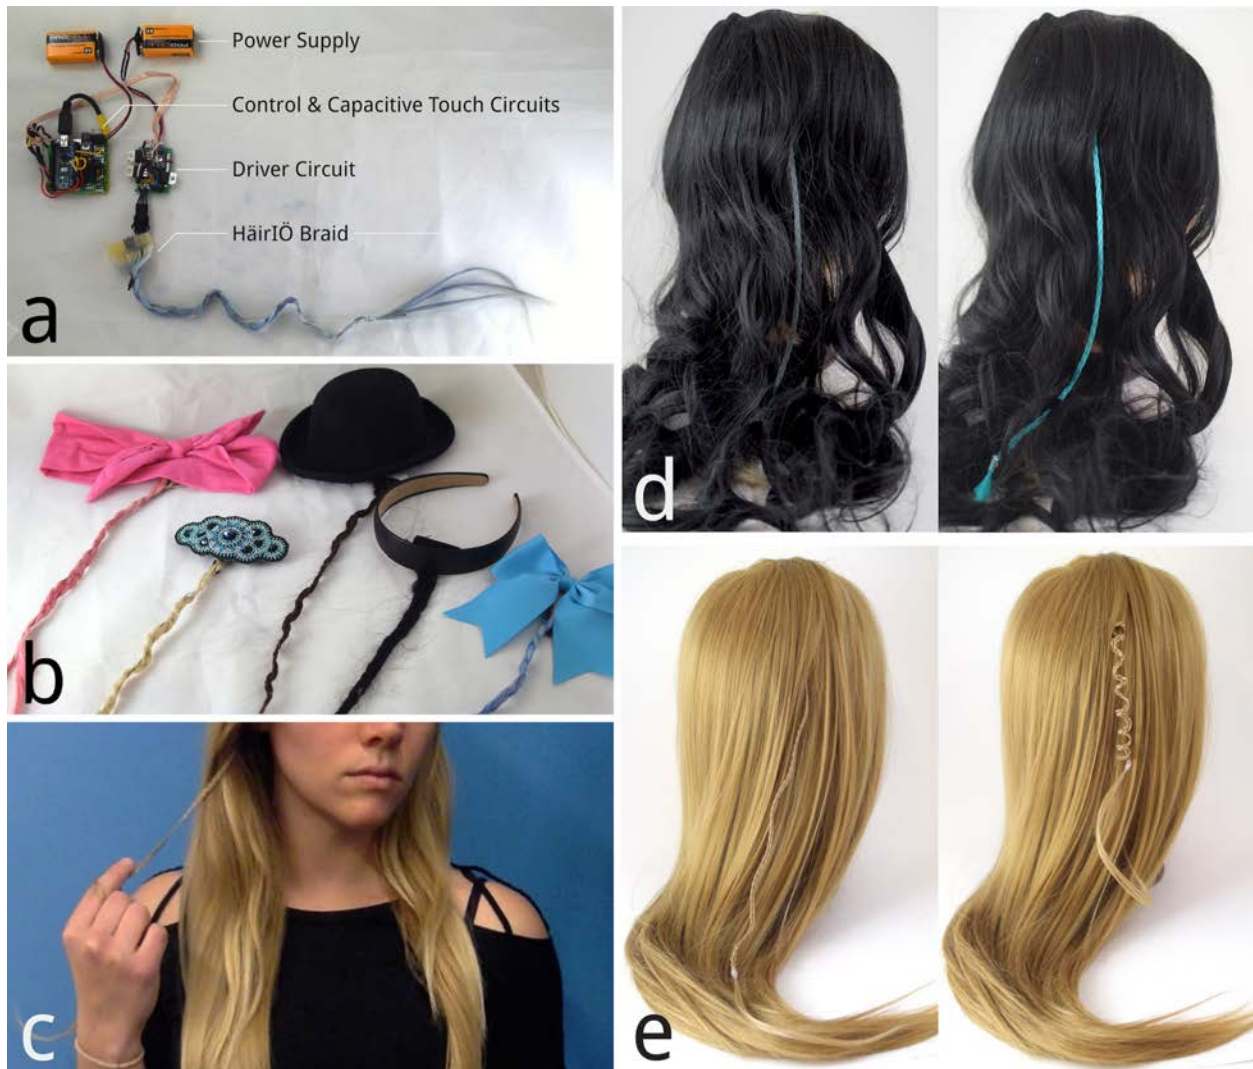 Power Supply
Control & Capacitive Touch Circuits
Driver Circuit
HäirIÖ Braid
a
b
c
d
e